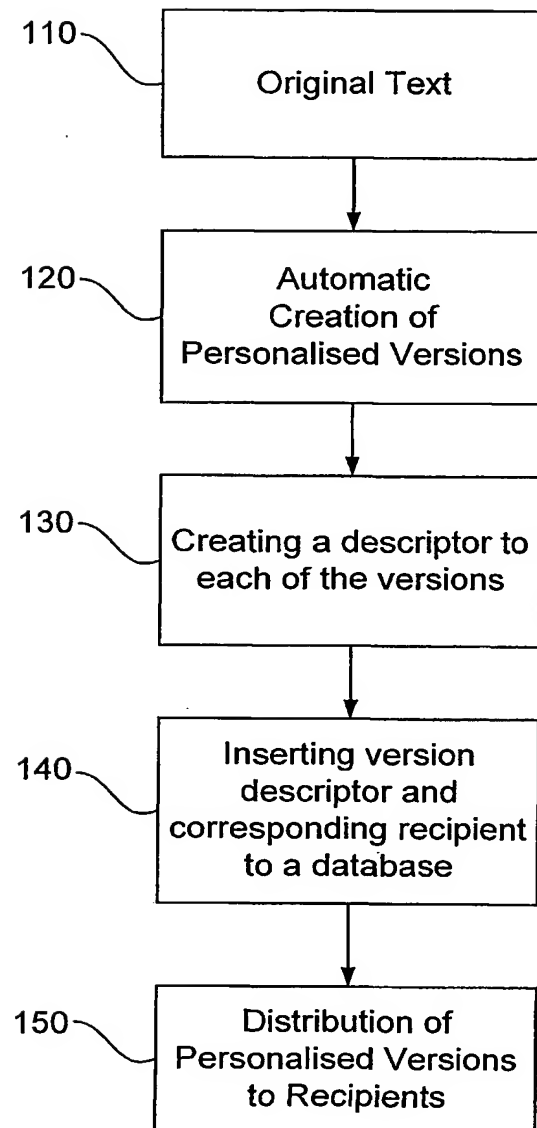 110
Original Text
120
Automatic
Creation of
Personalised Versions
130
Creating a descriptor to
each of the versions
140
Inserting version
descriptor and
corresponding recipient
to a database
150
Distribution of
Personalised Versions
to Recipients